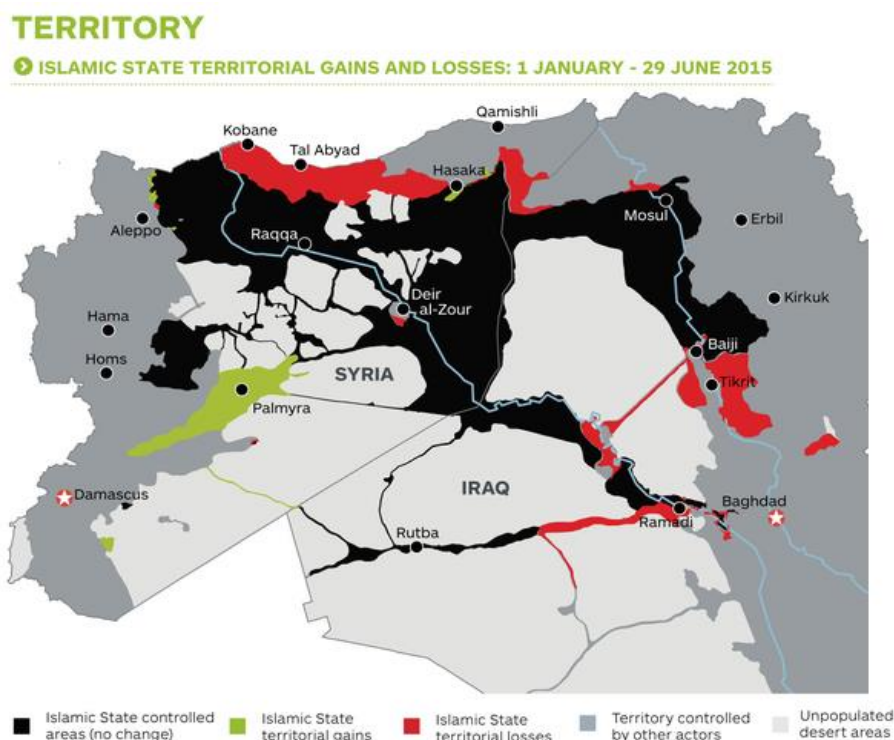 TERRITORY
ISLAMIC STATE TERRITORIAL GAINS AND LOSSES: 1 JANUARY - 29 JUNE 2015
Qamishli
Kobane
Tal Abyad
Hasaka
Aleppo
Mosul
Erbil
Raqqa
Deir
al-Zour
Kirkuk
Hama
Baiji
Homs
SYRIA
Tikrit
Palmyra
IRAQ
Damascus
Baghdad
Ramadi
Rutba
Islamic State controlled
areas (no change)
Islamic State
territorial gains
Islamic State
territorial losses
Territory controlled
by other actors
Unpopulated
desert areas